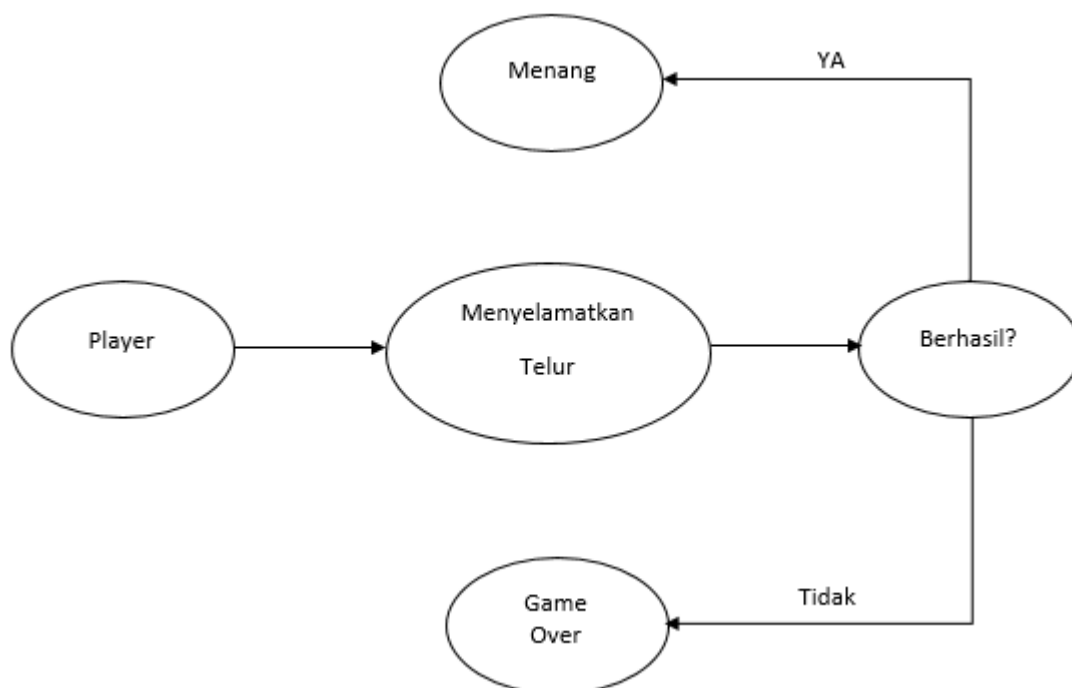 Menang
YA
Player
Menyelamatkan
Telur
Berhasil?
Tidak
Game
Over